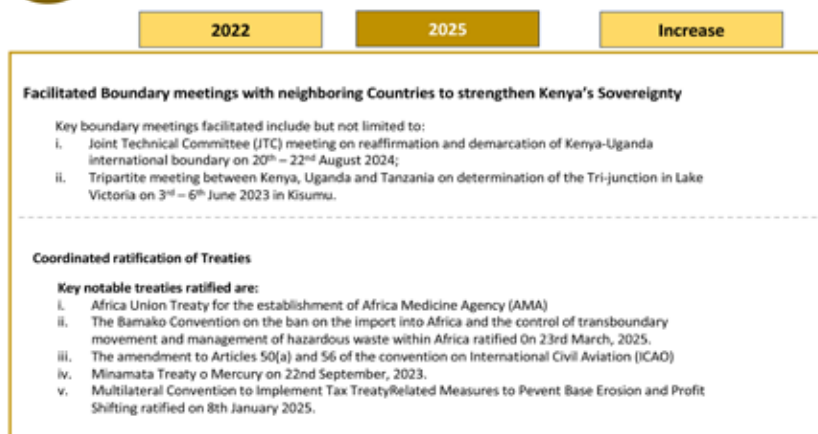 2022
2025
Increase
Facilitated Boundary meetings with neighboring Countries to strengthen Kenya's Sovereignty
Key boundary meetings facilitated include but not limited to:
i. Joint Technical Committee (JTC) meeting on reaffirmation and demarcation of Kenya-Uganda
international boundary on 20th – 22nd August 2024;
ii. Tripartite meeting between Kenya, Uganda and Tanzania on determination of the Tri-junction in Lake
Victoria on 3rd – 6th June 2023 in Kisumu.
Coordinated ratification of Treaties
Key notable treaties ratified are:
i. Africa Union Treaty for the establishment of Africa Medicine Agency (AMA)
ii. The Bamako Convention on the ban on the import into Africa and the control of transboundary
movement and management of hazardous waste within Africa ratified 0n 23rd March, 2025.
iii. The amendment to Articles 50(a) and 56 of the convention on International Civil Aviation (ICAO)
iv. Minamata Treaty o Mercury on 22nd September, 2023.
v. Multilateral Convention to Implement Tax TreatyRelated Measures to Pevent Base Erosion and Profit
Shifting ratified on 8th January 2025.